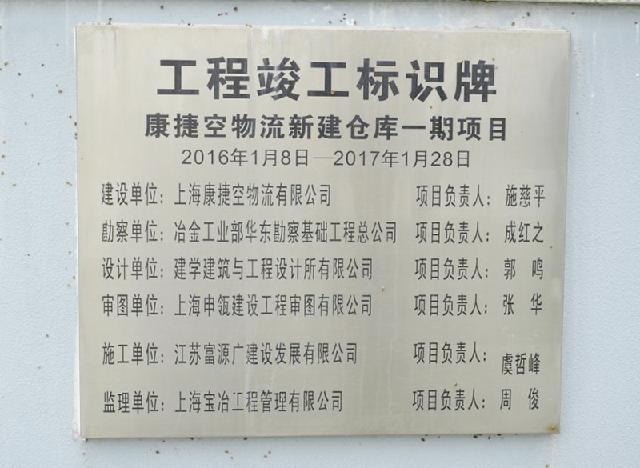 工程竣工标识牌
康捷空物流新建仓库一期项目
2016年1月8日—2017年1月28日
建设单位：上海康捷空物流有限公司 项目负责人：施慈平
勘察单位：冶金工业部华东勘察基础工程总公司 项目负责人：成红之
设计单位：建学建筑与工程设计所有限公司 项目负责人：郭 鸣
审图单位：上海申瓴建设工程审图有限公司 项目负责人：张 华
施工单位：江苏富源广建设发展有限公司 项目负责人：虞哲峰
监理单位：上海宝冶工程管理有限公司 项目负责人：周 俊